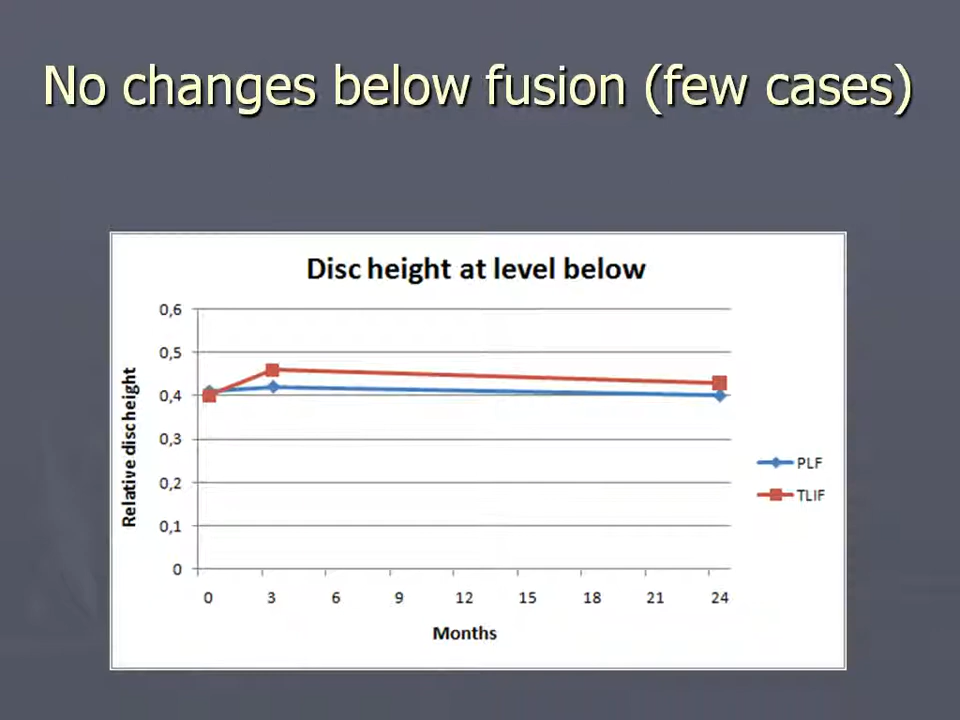 No changes below fusion (few cases)
Disc height at level below
0,6
0,5
0,4
0,3
0,2
0,1
0
Relative disc height
0 3 6 9 12 15 18 21 24
Months
PLF
TLIF